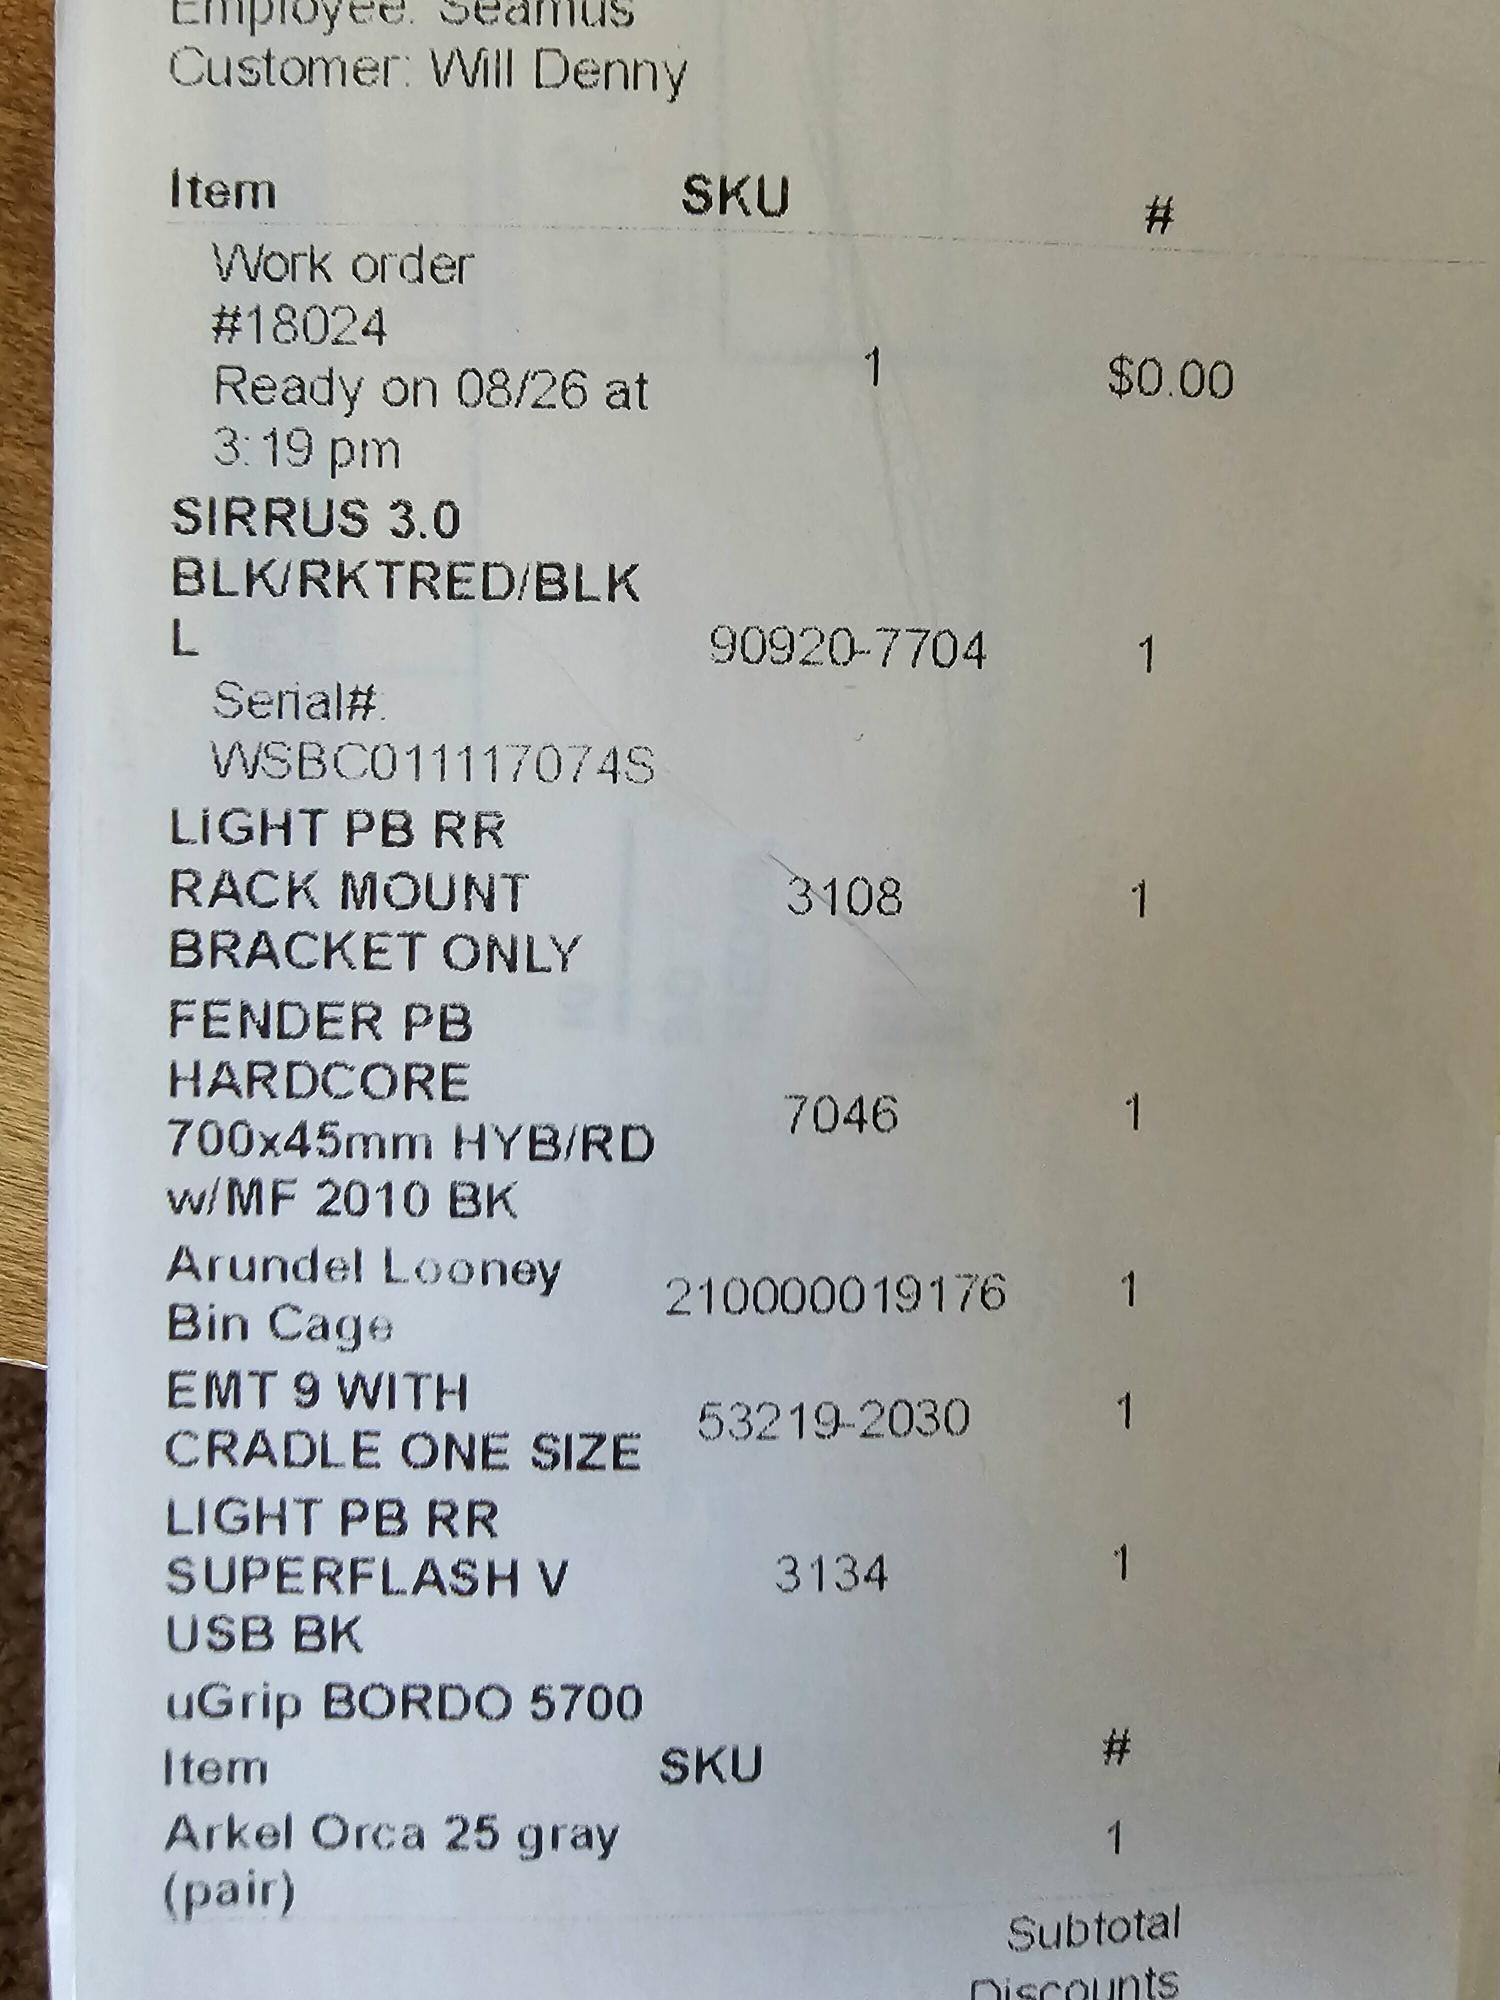 Employee: Seamus
Customer: Will Denny
Item SKU #
Work order
#18024
Ready on 08/26 at
3:19 pm
1 $0.00
SIRRUS 3.0
BLK/RKTRED/BLK
L 90920-7704 1
Serial#:
WSBC011117074S
LIGHT PB RR
RACK MOUNT 3108 1
BRACKET ONLY
FENDER PB
HARDCORE
700x45mm HYB/RD 7046 1
w/MF 2010 BK
Arundel Looney
Bin Cage 210000019176 1
EMT 9 WITH
CRADLE ONE SIZE 53219-2030 1
LIGHT PB RR
SUPERFLASH V 3134 1
USB BK
uGrip BORDO 5700
Item SKU #
Arkel Orca 25 gray 1
(pair)
Subtotal
Discounts